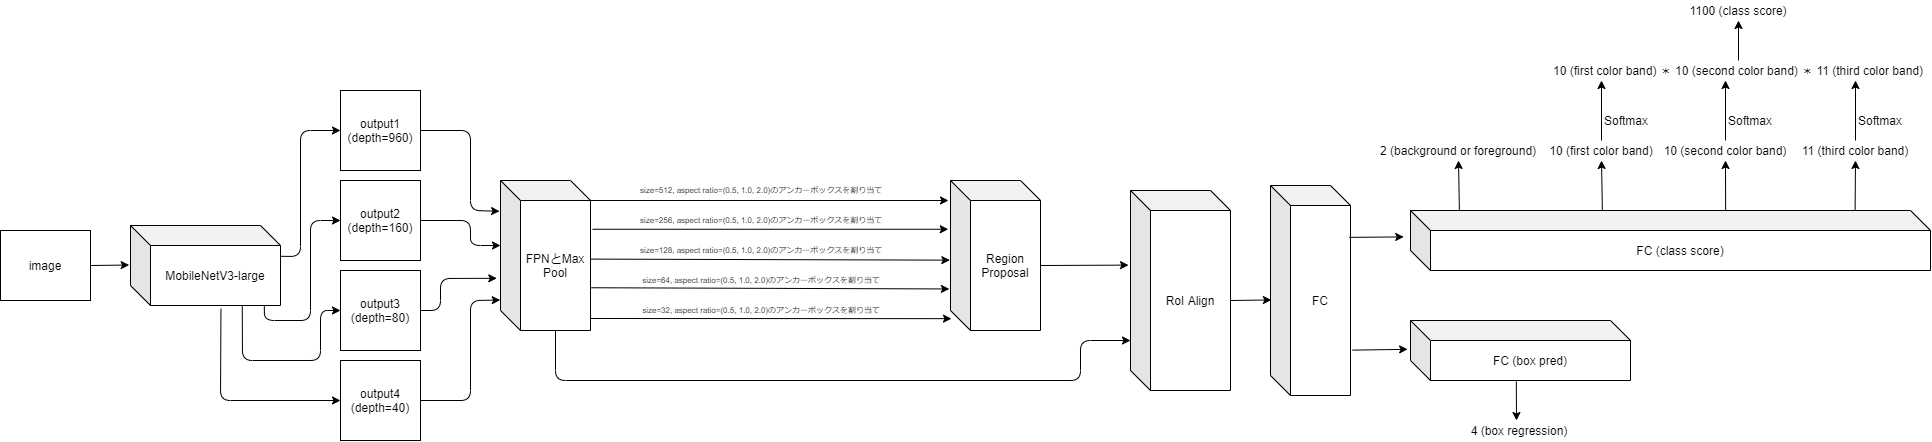 image
MobileNetV3-large
output1
(depth=960)
output2
(depth=160)
output3
(depth=80)
output4
(depth=40)
FPNとMax
Pool
size=512, aspect ratio=(0.5, 1.0, 2.0)のアンカーボックスを割り当て
size=256, aspect ratio=(0.5, 1.0, 2.0)のアンカーボックスを割り当て
size=128, aspect ratio=(0.5, 1.0, 2.0)のアンカーボックスを割り当て
size=64, aspect ratio=(0.5, 1.0, 2.0)のアンカーボックスを割り当て
size=32, aspect ratio=(0.5, 1.0, 2.0)のアンカーボックスを割り当て
Region
Proposal
RoI Align
FC
1100 (class score)
10 (first color band) ＊ 10 (second color band) ＊ 11 (third color band)
Softmax
Softmax
Softmax
2 (background or foreground)
10 (first color band)
10 (second color band)
11 (third color band)
FC (class score)
FC (box pred)
4 (box regression)